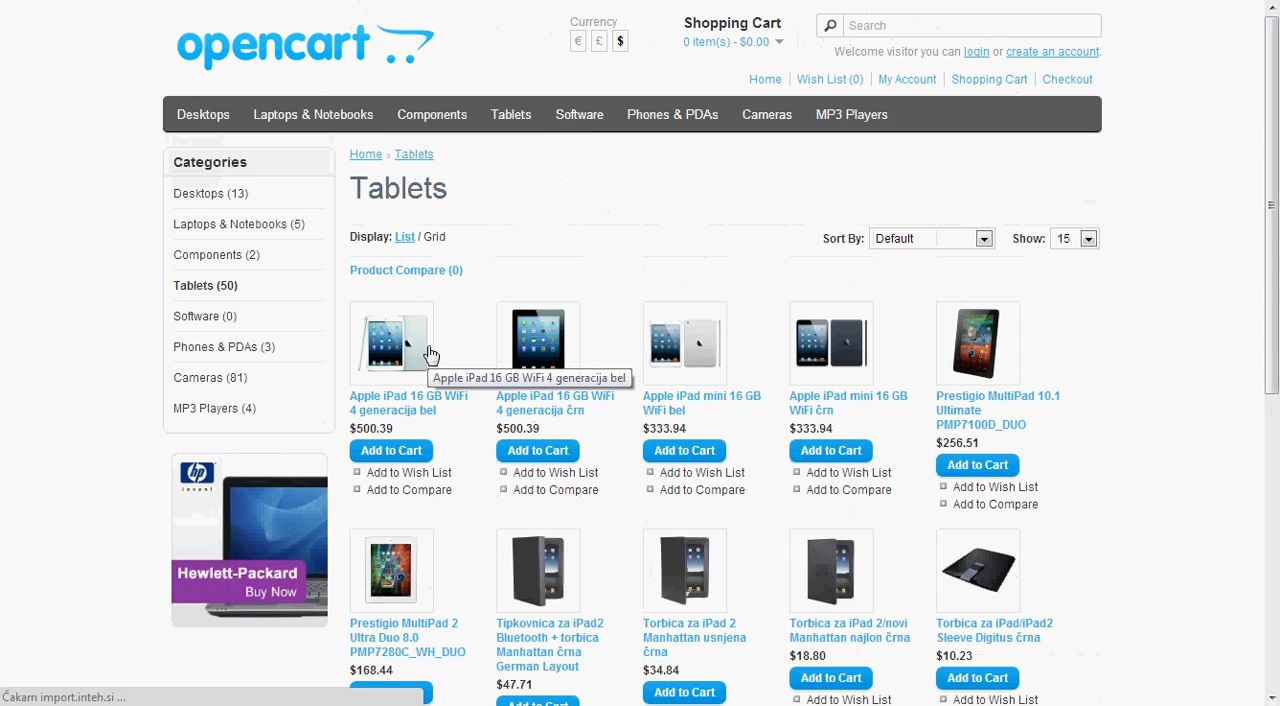 opencart
Currency
€ £ $
Shopping Cart
0 item(s) - $0.00
Search
Welcome visitor you can login or create an account.
Home Wish List (0) My Account Shopping Cart Checkout
Desktops Laptops & Notebooks Components Tablets Software Phones & PDAs Cameras MP3 Players
Categories
Desktops (13)
Laptops & Notebooks (5)
Components (2)
Tablets (50)
Software (0)
Phones & PDAs (3)
Cameras (81)
MP3 Players (4)
hp
invent
Hewlett-Packard
Buy Now
Home » Tablets
Tablets
Display: List / Grid
Sort By: Default Show: 15
Product Compare (0)
Apple iPad 16 GB WiFi 4 generacija bel
Apple iPad 16 GB WiFi
4 generacija bel
$500.39
Add to Cart
Add to Wish List
Add to Compare
Apple iPad 16 GB WiFi
4 generacija črn
$500.39
Add to Cart
Add to Wish List
Add to Compare
Apple iPad mini 16 GB
WiFi bel
$333.94
Add to Cart
Add to Wish List
Add to Compare
Apple iPad mini 16 GB
WiFi črn
$333.94
Add to Cart
Add to Wish List
Add to Compare
Prestigio MultiPad 10.1
Ultimate
PMP7100D_DUO
$256.51
Add to Cart
Add to Wish List
Add to Compare
Prestigio MultiPad 2
Ultra Duo 8.0
PMP7280C_WH_DUO
$168.44
Tipkovnica za iPad2
Bluetooth + torbica
Manhattan črna
German Layout
$47.71
Add to Cart
Torbica za iPad 2
Manhattan usnjena
črna
$34.84
Add to Cart
Torbica za iPad 2/novi
Manhattan najlon črna
$18.80
Add to Cart
Add to Wish List
Torbica za iPad/iPad2
Sleeve Digitus črna
$10.23
Add to Cart
Add to Wish List
Čakam import.inteh.si ...